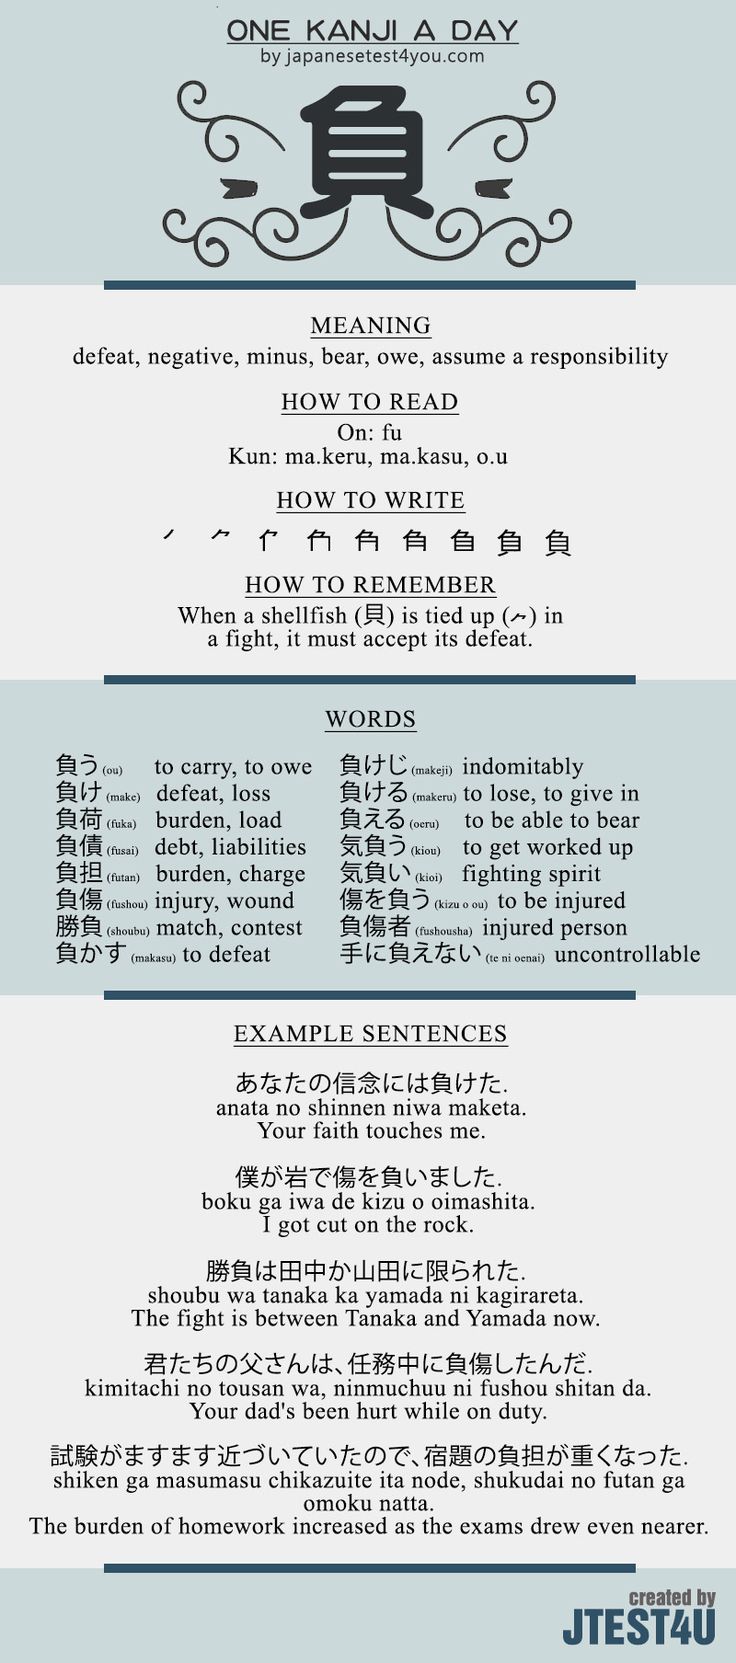 ONE KANJI A DAY
by japanesetest4you.com
負
MEANING
defeat, negative, minus, bear, owe, assume a responsibility
HOW TO READ
On: fu
Kun: ma.keru, ma.kasu, o.u
HOW TO WRITE
負
HOW TO REMEMBER
When a shellfish (貝) is tied up (⺈) in
a fight, it must accept its defeat.
WORDS
負う (ou) to carry, to owe
負け (make) defeat, loss
負荷 (fuka) burden, load
負債 (fusai) debt, liabilities
負担 (futan) burden, charge
負傷 (fushou) injury, wound
勝負 (shoubu) match, contest
負かす (makasu) to defeat
負けじ (makeji) indomitably
負ける (makeru) to lose, to give in
負える (oeru) to be able to bear
気負う (kiou) to get worked up
気負い (kioi) fighting spirit
傷を負う (kizu o ou) to be injured
負傷者 (fushousha) injured person
手に負えない (te ni oenai) uncontrollable
EXAMPLE SENTENCES
あなたの信念には負けた.
anata no shinnen niwa maketa.
Your faith touches me.
僕が岩で傷を負いました.
boku ga iwa de kizu o oimashita.
I got cut on the rock.
勝負は田中か山田に限られた.
shoubu wa tanaka ka yamada ni kagirareta.
The fight is between Tanaka and Yamada now.
君たちの父さんは、任務中に負傷したんだ.
kimitachi no tousan wa, ninmuchuu ni fushou shitan da.
Your dad's been hurt while on duty.
試験がますます近づいていたので、宿題の負担が重くなった.
shiken ga masumasu chikazuite ita node, shukudai no futan ga
omoku natta.
The burden of homework increased as the exams drew even nearer.
created by
JTEST4U